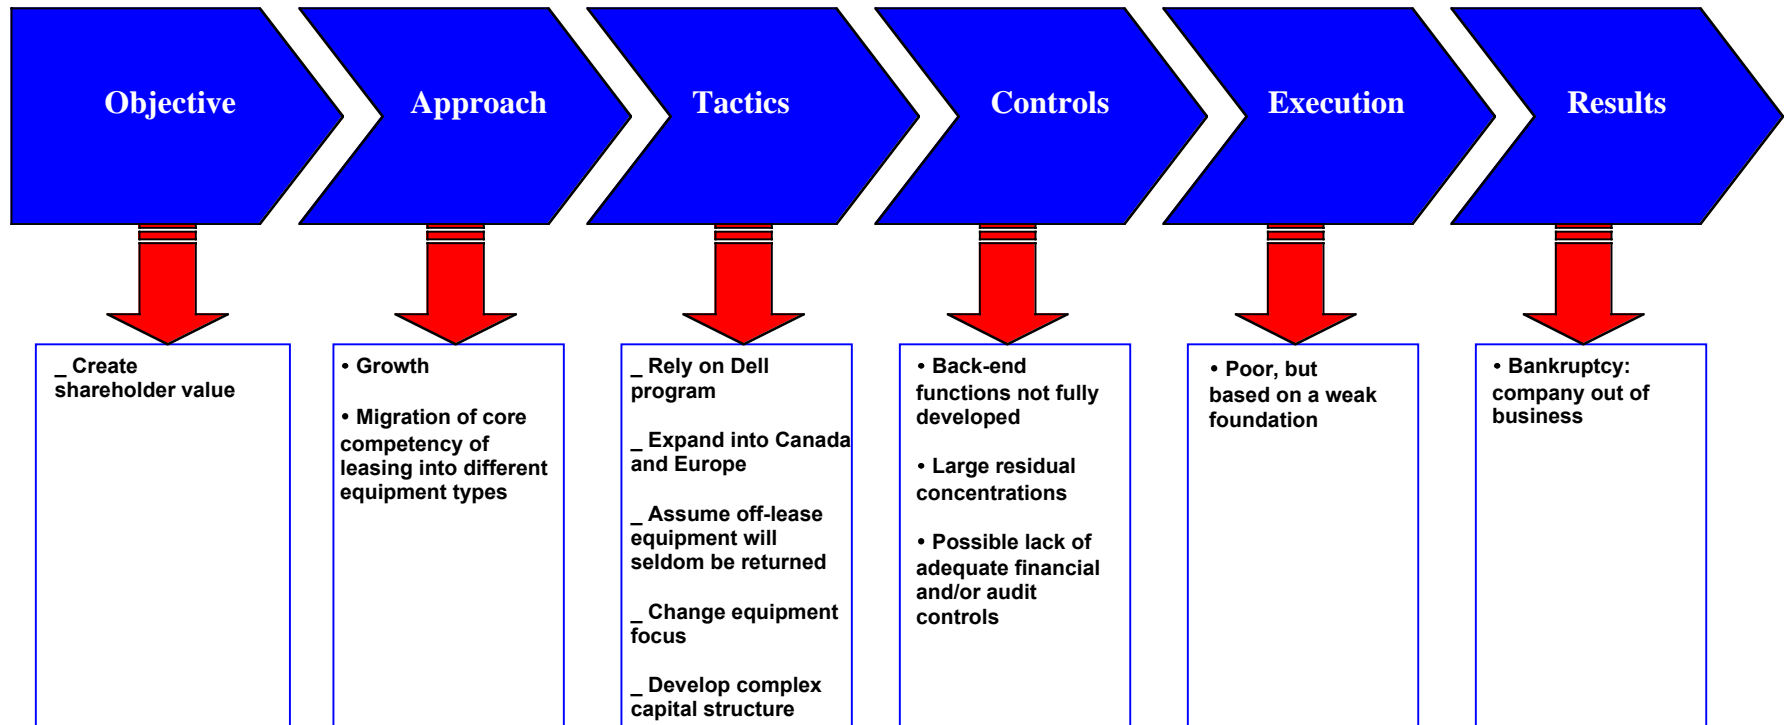 Objective
Approach
Tactics
Controls
Execution
Results
_ Create
shareholder value
• Growth
• Migration of core
competency of
leasing into different
equipment types
_ Rely on Dell
program
_ Expand into Canada
and Europe
_ Assume off-lease
equipment will
seldom be returned
_ Change equipment
focus
_ Develop complex
capital structure
• Back-end
functions not fully
developed
• Large residual
concentrations
• Possible lack of
adequate financial
and/or audit
controls
• Poor, but
based on a weak
foundation
• Bankruptcy:
company out of
business